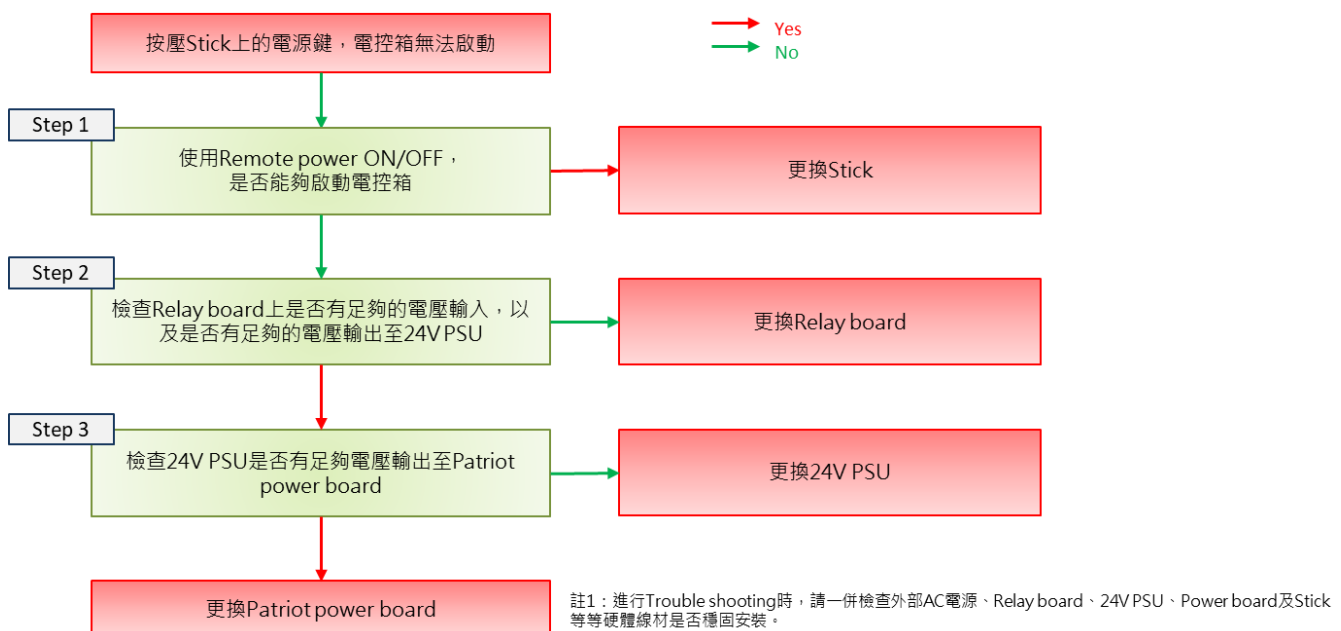 按壓Stick上的電源鍵，電控箱無法啟動
Yes
No
Step 1
使用Remote power ON/OFF，
是否能夠啟動電控箱
更換Stick
Step 2
檢查Relay board上是否有足夠的電壓輸入，以
及是否有足夠的電壓輸出至24V PSU
更換Relay board
Step 3
檢查24V PSU是否有足夠電壓輸出至Patriot
power board
更換24V PSU
更換Patriot power board
註1：進行Trouble shooting時，請一併檢查外部AC電源、Relay board、24V PSU、Power board及Stick
等等硬體線材是否穩固安裝。